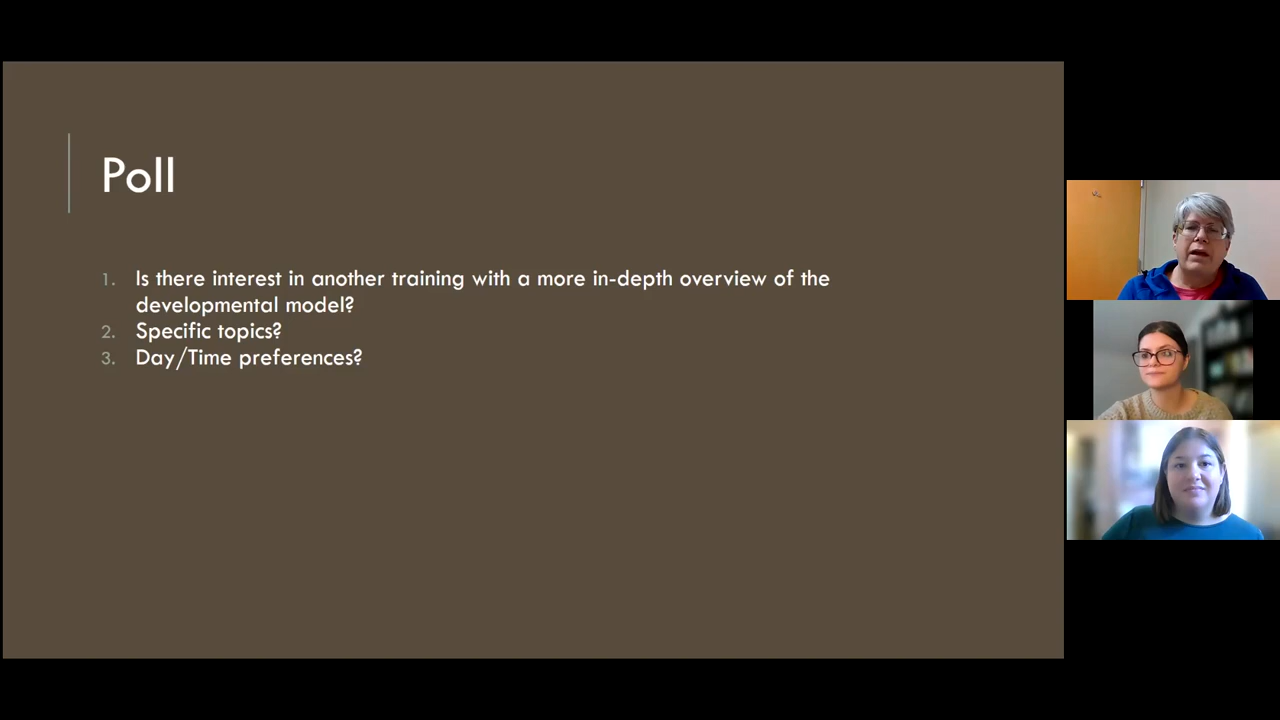 Poll
1. Is there interest in another training with a more in-depth overview of the
developmental model?
2. Specific topics?
3. Day/Time preferences?